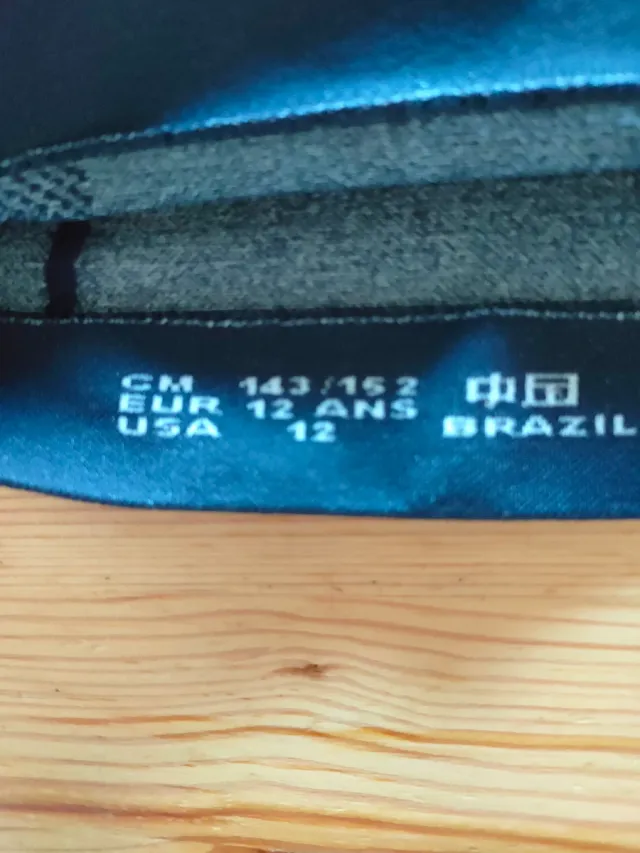 CM 143/152 中国
EUR 12 ANS BRAZIL
USA 12